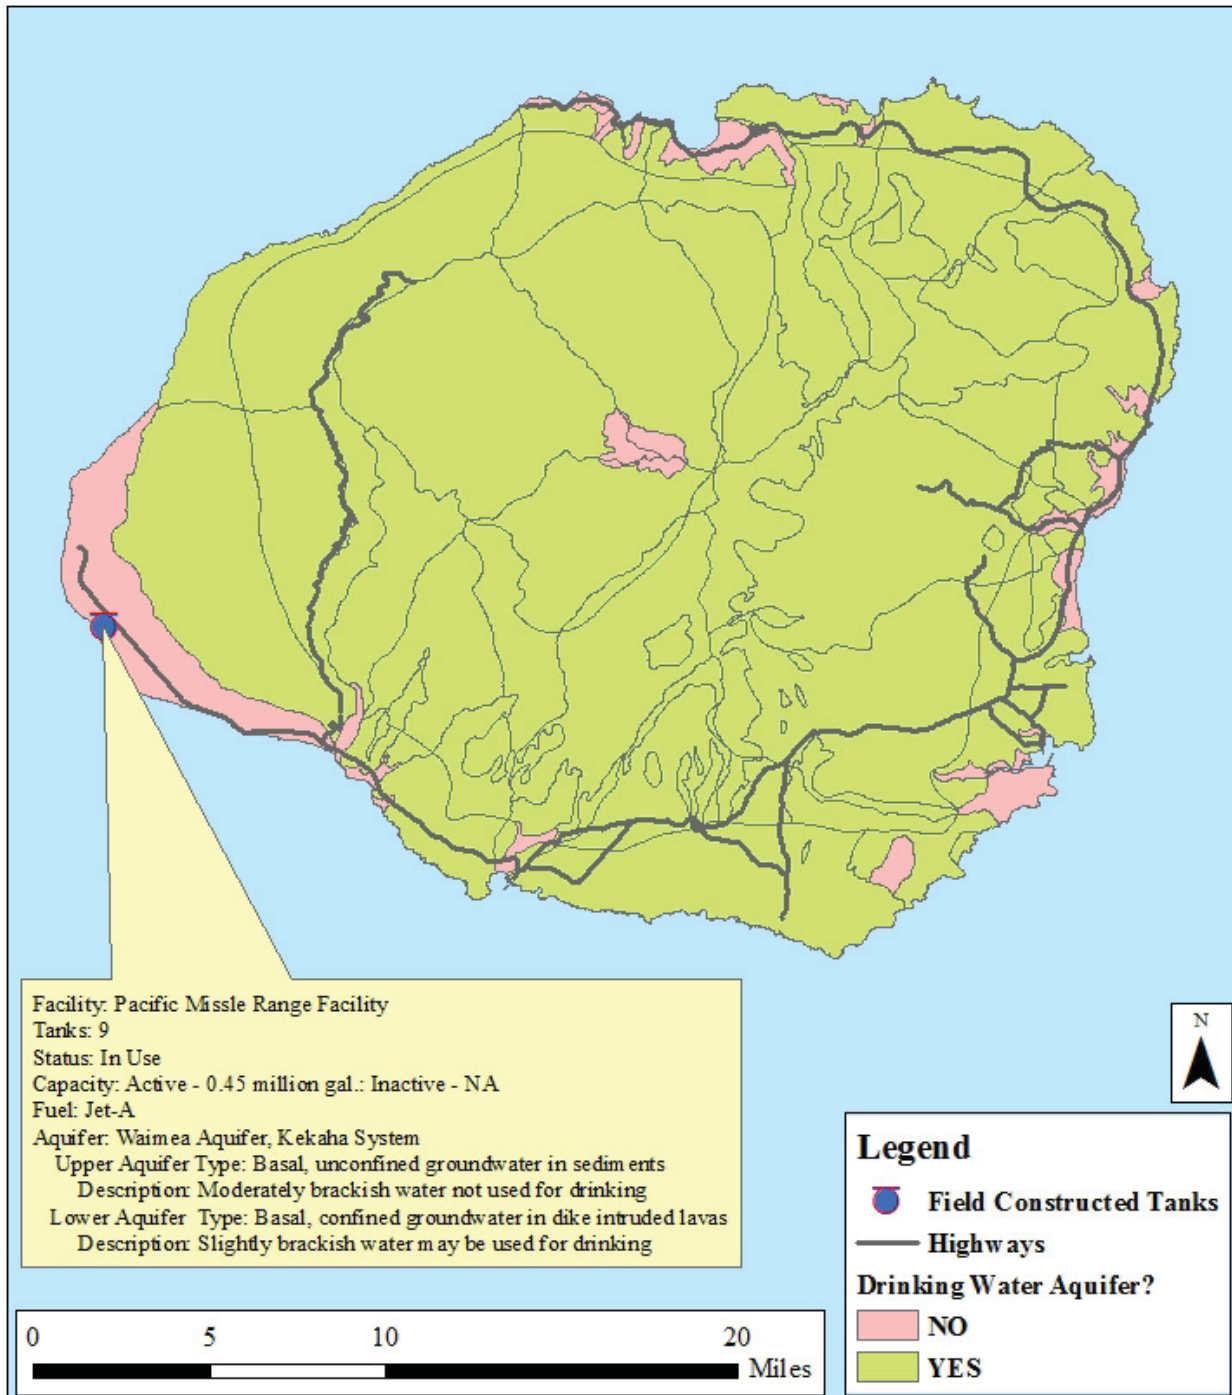 Facility: Pacific Missle Range Facility
Tanks: 9
Status: In Use
Capacity: Active - 0.45 million gal.: Inactive - NA
Fuel: Jet-A
Aquifer: Waimea Aquifer, Kekaha System
Upper Aquifer Type: Basal, unconfined groundwater in sediments
Description: Moderately brackish water not used for drinking
Lower Aquifer Type: Basal, confined groundwater in dike intruded lavas
Description: Slightly brackish water may be used for drinking
N
Legend
Field Constructed Tanks
Highways
Drinking Water Aquifer?
NO
YES
0 5 10 20
Miles